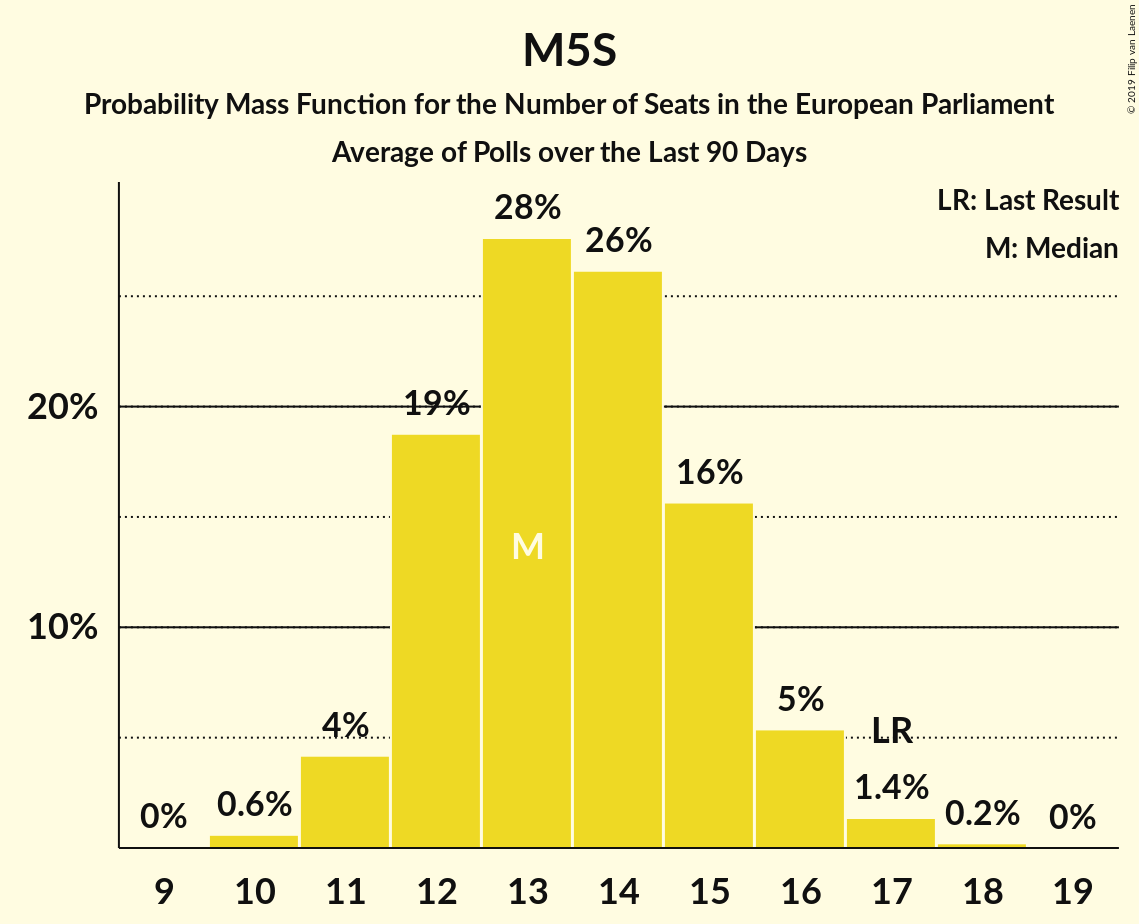 M5S
Probability Mass Function for the Number of Seats in the European Parliament
Average of Polls over the Last 90 Days
© 2019 Filip van Laenen
LR: Last Result
M: Median
28%
26%
20%
19%
16%
M
10%
5%
4%
LR
1.4%
0.6%
0.2%
0%
0%
9 10 11 12 13 14 15 16 17 18 19